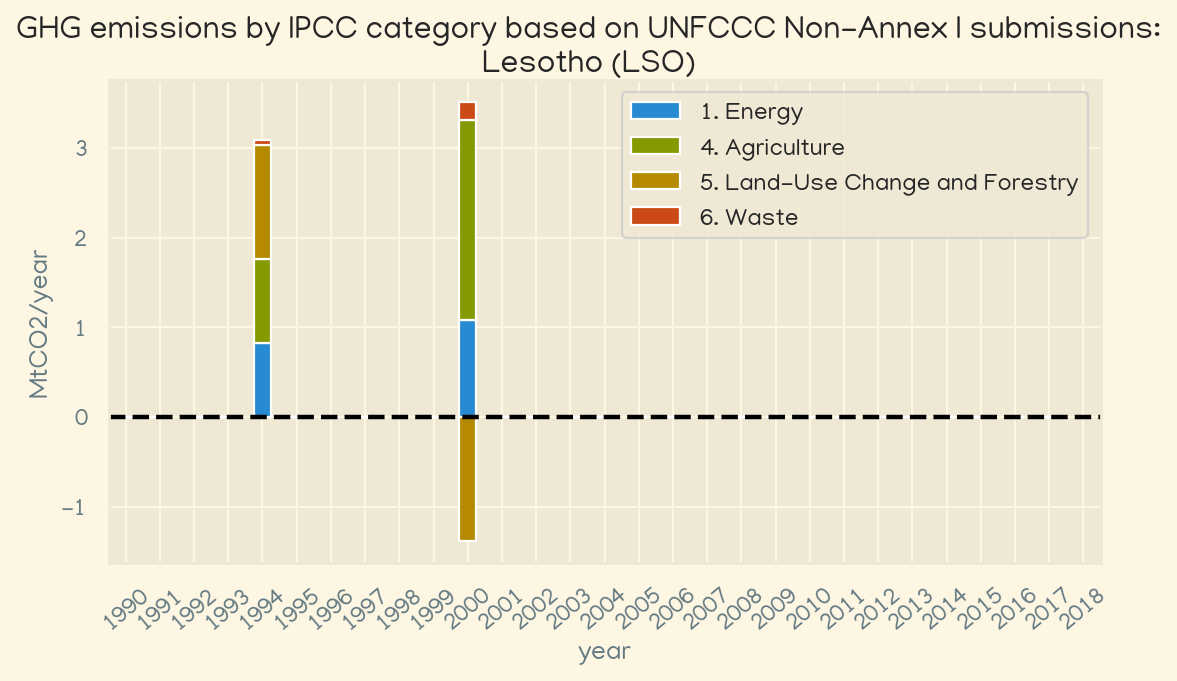 GHG emissions by IPCC category based on UNFCCC Non-Annex I submissions:
Lesotho (LSO)
1. Energy
4. Agriculture
5. Land-Use Change and Forestry
6. Waste
3
2
1
0
−1
MtCO2/year
1990 1991 1992 1993 1994 1995 1996 1997 1998 1999 2000 2001 2002 2003 2004 2005 2006 2007 2008 2009 2010 2011 2012 2013 2014 2015 2016 2017 2018
year